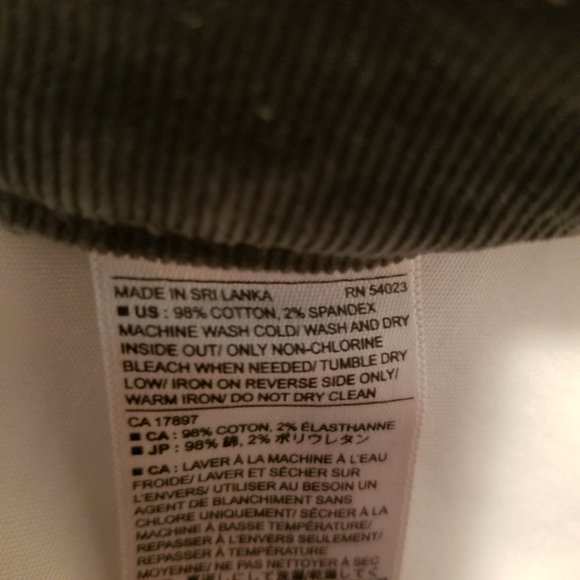 MADE IN SRI LANKA RN 54023
■ US : 98% COTTON, 2% SPANDEX
MACHINE WASH COLD/ WASH AND DRY
INSIDE OUT/ ONLY NON-CHLORINE
BLEACH WHEN NEEDED/ TUMBLE DRY
LOW/ IRON ON REVERSE SIDE ONLY/
WARM IRON/ DO NOT DRY CLEAN
CA 17897
■ CA : 98% COTON, 2% ÉLASTHANNE
■ JP : 98% 綿, 2% ポリウレタン
■ CA : LAVER À LA MACHINE À L'EAU
FROIDE/ LAVER ET SÉCHER SUR
L'ENVERS/ UTILISER AU BESOIN UN
AGENT DE BLANCHIMENT SANS
CHLORE UNIQUEMENT/ SÉCHER À LA
MACHINE À BASSE TEMPÉRATURE/
REPASSER À L'ENVERS SEULEMENT/
REPASSER À TEMPÉRATURE
MOYENNE/ NE PAS NETTOYER À SEC